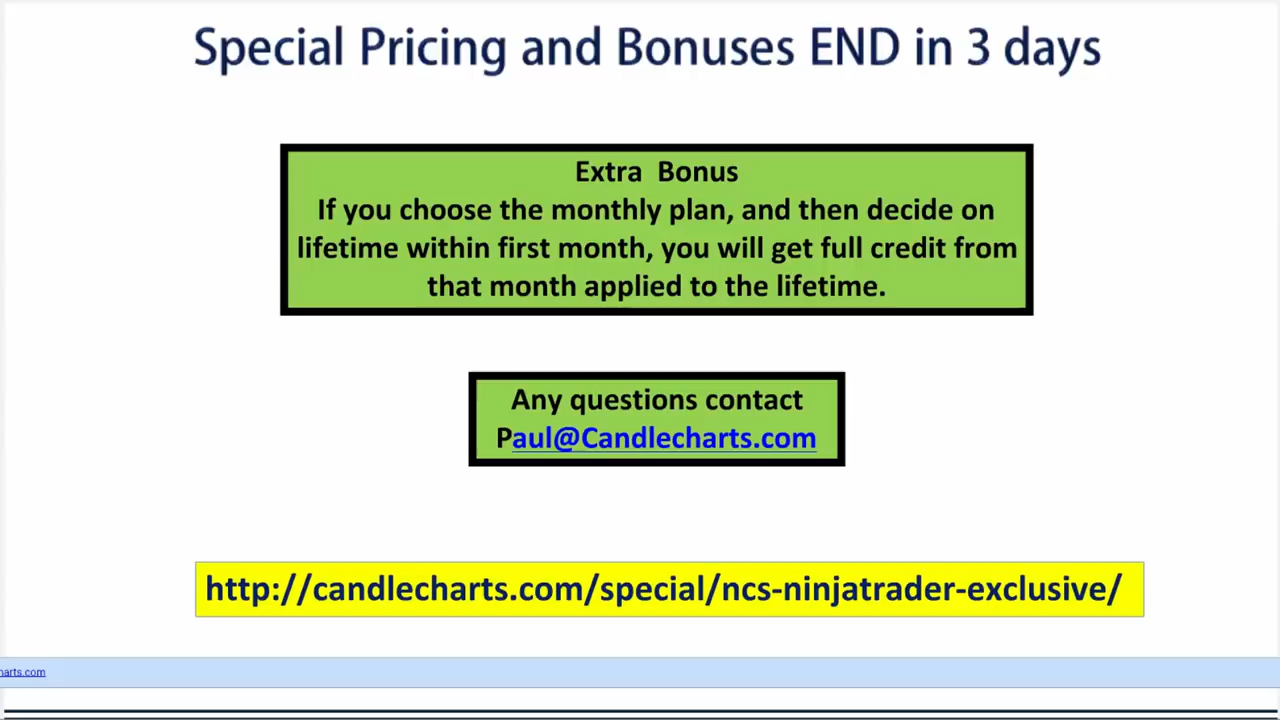 Special Pricing and Bonuses END in 3 days
Extra Bonus
If you choose the monthly plan, and then decide on
lifetime within first month, you will get full credit from
that month applied to the lifetime.
Any questions contact
Paul@Candlecharts.com
http://candlecharts.com/special/ncs-ninjatrader-exclusive/
harts.com